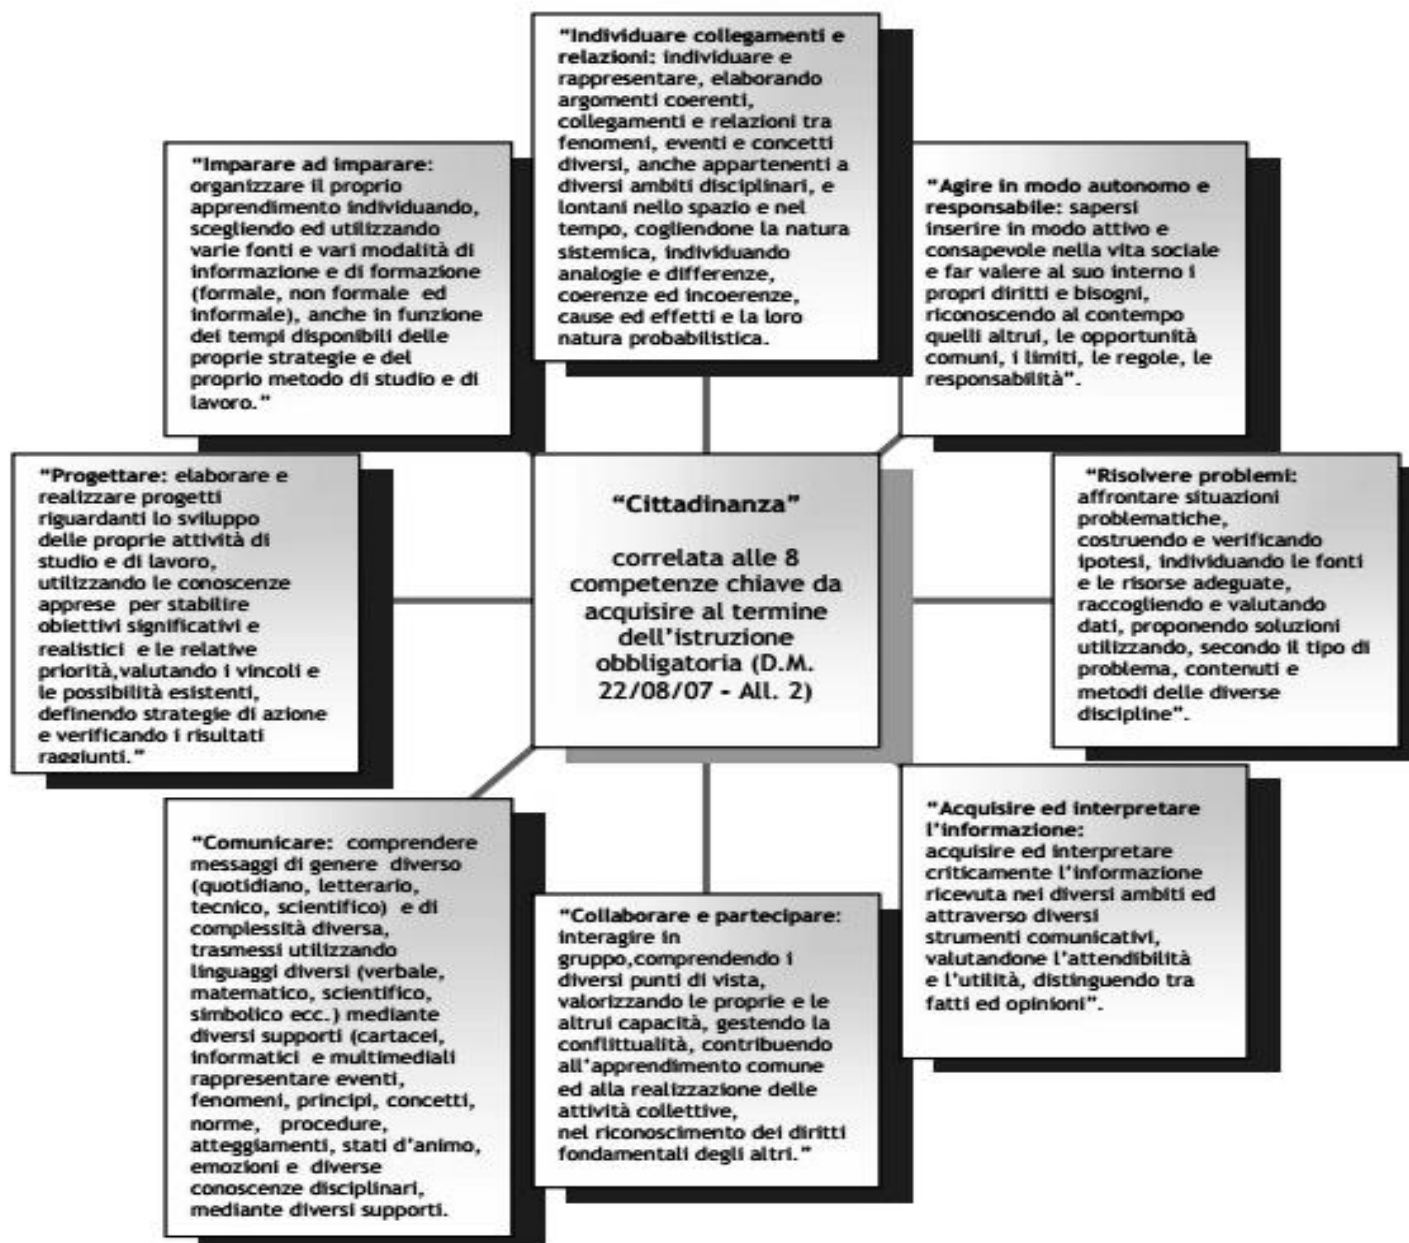 “Individuare collegamenti e
relazioni: individuare e
rappresentare, elaborando
argomenti coerenti,
collegamenti e relazioni tra
fenomeni, eventi e concetti
diversi, anche appartenenti a
diversi ambiti disciplinari, e
lontani nello spazio e nel
tempo, cogliendone la natura
sistemica, individuando
analogie e differenze,
coerenze ed incoerenze,
cause ed effetti e la loro
natura probabilistica.
“Imparare ad imparare:
organizzare il proprio
apprendimento individuando,
scegliendo ed utilizzando
varie fonti e vari modalità di
informazione e di formazione
(formale, non formale ed
informale), anche in funzione
dei tempi disponibili delle
proprie strategie e del
proprio metodo di studio e di
lavoro.”
“Agire in modo autonomo e
responsabile: sapersi
inserire in modo attivo e
consapevole nella vita sociale
e far valere al suo interno i
propri diritti e bisogni,
riconoscendo al contempo
quelli altrui, le opportunità
comuni, i limiti, le regole, le
responsabilità”.
“Progettare: elaborare e
realizzare progetti
riguardanti lo sviluppo
delle proprie attività di
studio e di lavoro,
utilizzando le conoscenze
apprese per stabilire
obiettivi significativi e
realistici e le relative
priorità,valutando i vincoli e
le possibilità esistenti,
definendo strategie di azione
e verificando i risultati
raggiunti.”
“Cittadinanza”
correlata alle 8
competenze chiave da
acquisire al termine
dell’istruzione
obbligatoria (D.M.
22/08/07 - All. 2)
“Risolvere problemi:
affrontare situazioni
problematiche,
costruendo e verificando
ipotesi, individuando le fonti
e le risorse adeguate,
raccogliendo e valutando
dati, proponendo soluzioni
utilizzando, secondo il tipo di
problema, contenuti e
metodi delle diverse
discipline”.
“Comunicare: comprendere
messaggi di genere diverso
(quotidiano, letterario,
tecnico, scientifico) e di
complessità diversa,
trasmessi utilizzando
linguaggi diversi (verbale,
matematico, scientifico,
simbolico ecc.) mediante
diversi supporti (cartacei,
informatici e multimediali
rappresentare eventi,
fenomeni, principi, concetti,
norme, procedure,
atteggiamenti, stati d’animo,
emozioni e diverse
conoscenze disciplinari,
mediante diversi supporti.
“Collaborare e partecipare:
interagire in
gruppo,comprendendo i
diversi punti di vista,
valorizzando le proprie e le
altrui capacità, gestendo la
conflittualità, contribuendo
all’apprendimento comune
ed alla realizzazione delle
attività collettive,
nel riconoscimento dei diritti
fondamentali degli altri.”
“Acquisire ed interpretare
l’informazione:
acquisire ed interpretare
criticamente l’informazione
ricevuta nei diversi ambiti ed
attraverso diversi
strumenti comunicativi,
valutandone l’attendibilità
e l’utilità, distinguendo tra
fatti ed opinioni”.